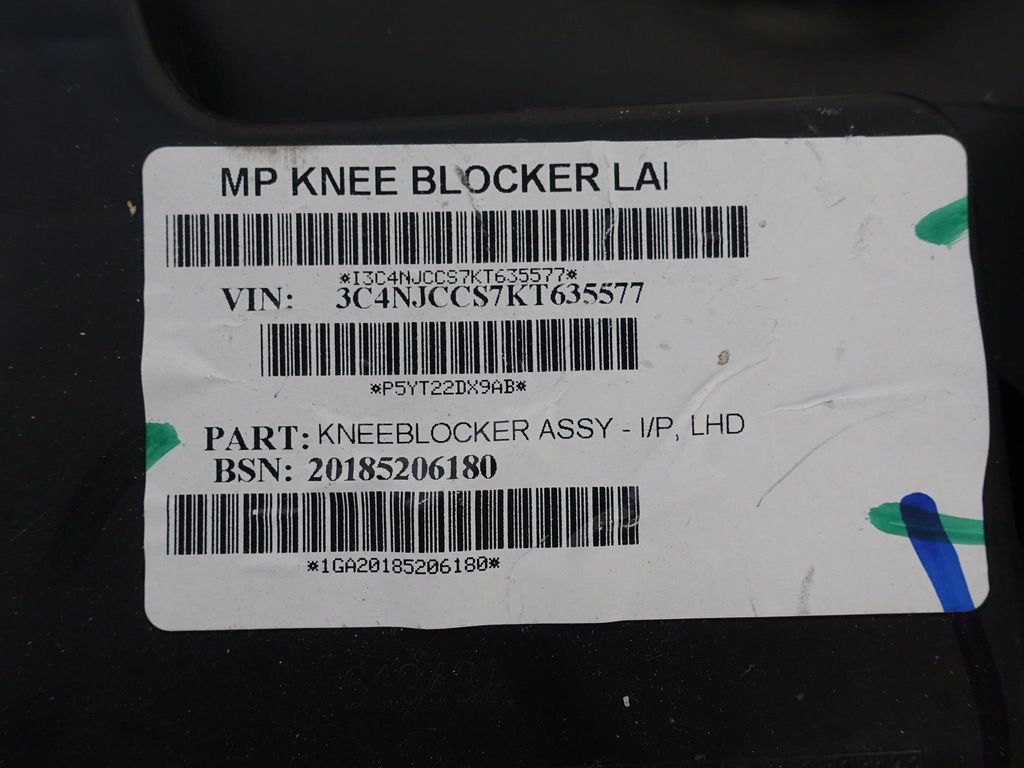 MP KNEE BLOCKER LAI
*I3C4NJCCS7KT635577*
VIN: 3C4NJCCS7KT635577
*P5YT22DX9AB*
PART: KNEEBLOCKER ASSY - I/P, LHD
BSN: 20185206180
*1GA20185206180*